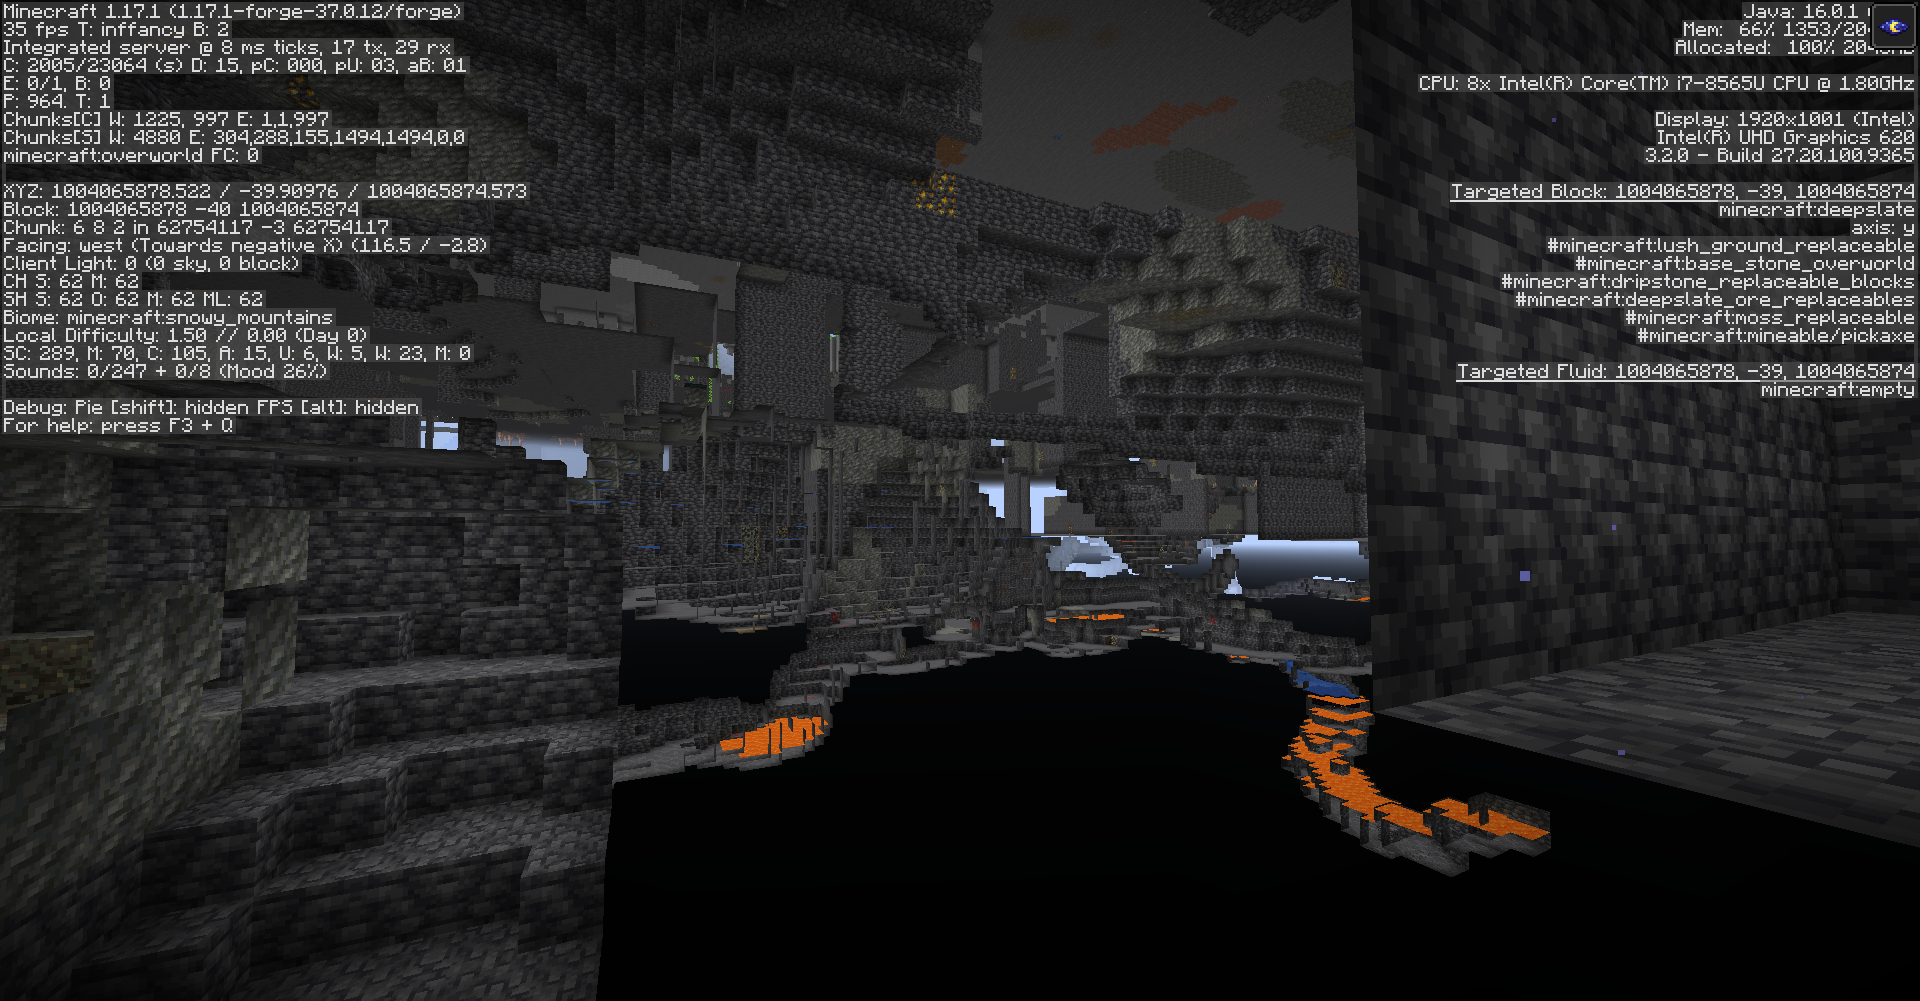 Minecraft 1.17.1 (1.17.1-forge-37.0.12/forge)
35 fps T: inffancy B: 2
Integrated server @ 8 ms ticks, 17 tx, 29 rx
C: 2005/23064 (s) D: 15, pC: 000, pU: 03, aB: 01
E: 0/1, B: 0
P: 964. T: 1
Chunks[C] W: 1225, 997 E: 1,1,997
Chunks[S] W: 4880 E: 304,288,155,1494,1494,0,0
minecraft:overworld FC: 0
XYZ: 1004065878.522 / -39.90976 / 1004065874.573
Block: 1004065878 -40 1004065874
Chunk: 6 8 2 in 62754117 -3 62754117
Facing: west (Towards negative X) (116.5 / -2.8)
Client Light: 0 (0 sky, 0 block)
CH S: 62 M: 62
SH S: 62 O: 62 M: 62 ML: 62
Biome: minecraft:snowy_mountains
Local Difficulty: 1.50 // 0.00 (Day 0)
SC: 289, M: 70, C: 105, A: 15, U: 6, W: 5, W: 23, M: 0
Sounds: 0/247 + 0/8 (Mood 26%)
Debug: Pie [shift]: hidden FPS [alt]: hidden
For help: press F3 + Q
Java: 16.0.1
Mem: 66% 1353/20
Allocated: 100% 20
CPU: 8x Intel(R) Core(TM) i7-8565U CPU @ 1.80GHz
Display: 1920x1001 (Intel)
Intel(R) UHD Graphics 620
3.2.0 - Build 27.20.100.9365
Targeted Block: 1004065878, -39, 1004065874
minecraft:deepslate
axis: y
#minecraft:lush_ground_replaceable
#minecraft:base_stone_overworld
#minecraft:dripstone_replaceable_blocks
#minecraft:deepslate_ore_replaceables
#minecraft:moss_replaceable
#minecraft:mineable/pickaxe
Targeted Fluid: 1004065878, -39, 1004065874
minecraft:empty